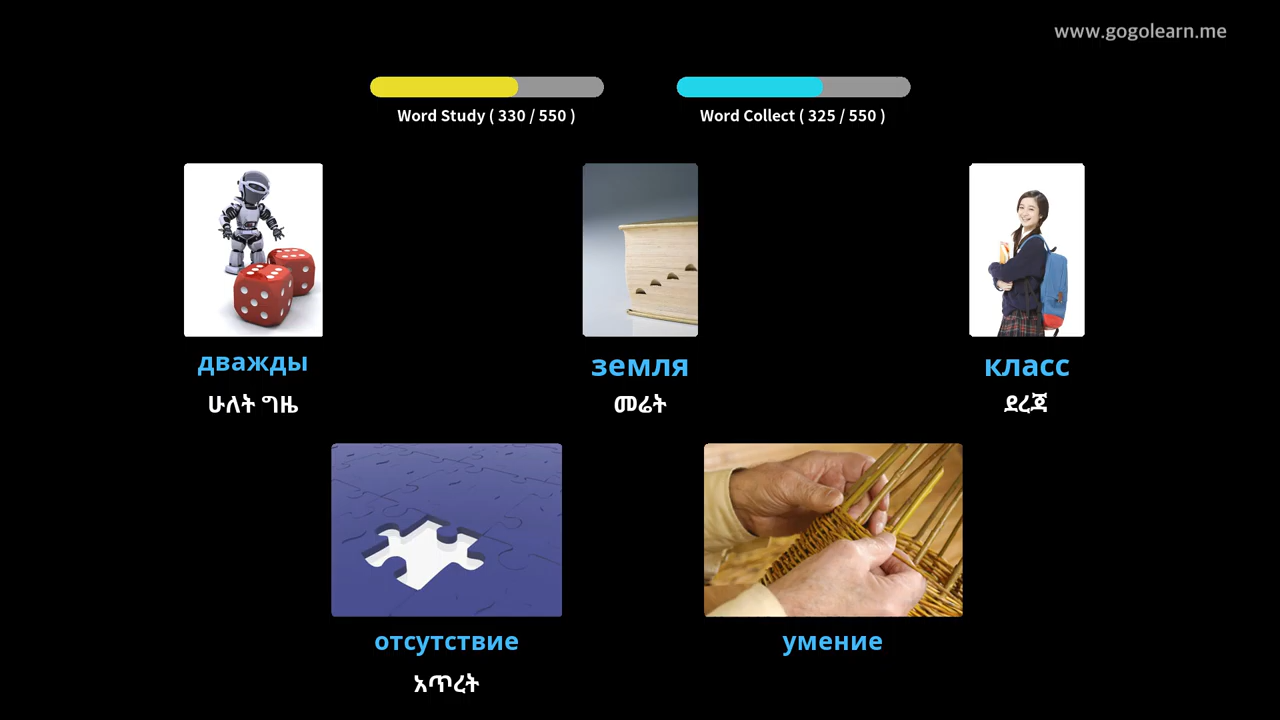 www.gogolearn.me
Word Study ( 330 / 550 )
Word Collect ( 325 / 550 )
дважды
земля
класс
ሁለት ግዜ
መሬት
ደረጃ
отсутствие
умение
አጥረት